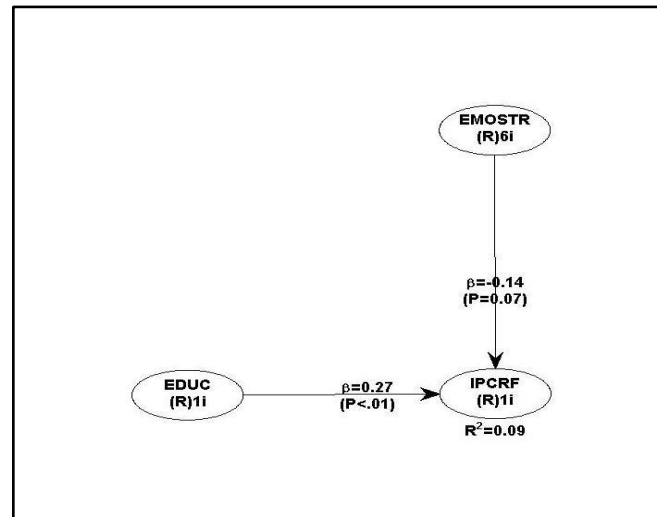 EMOSTR
(R)6i
β=-0.14
(P=0.07)
EDUC
(R)1i
β=0.27
(P<.01)
IPCRF
(R)1i
R²=0.09